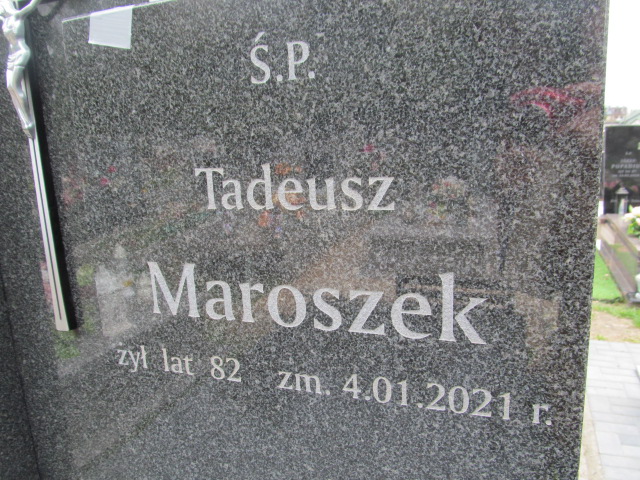 Ś.P.
Tadeusz
Maroszek
żył lat 82 zm. 4.01.2021 r.